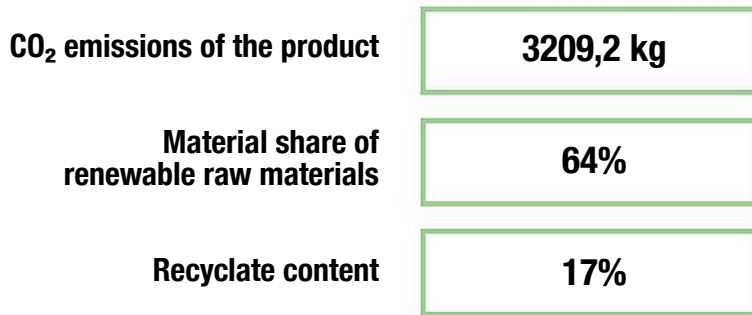 CO₂ emissions of the product
3209,2 kg
Material share of
renewable raw materials
64%
Recyclate content
17%